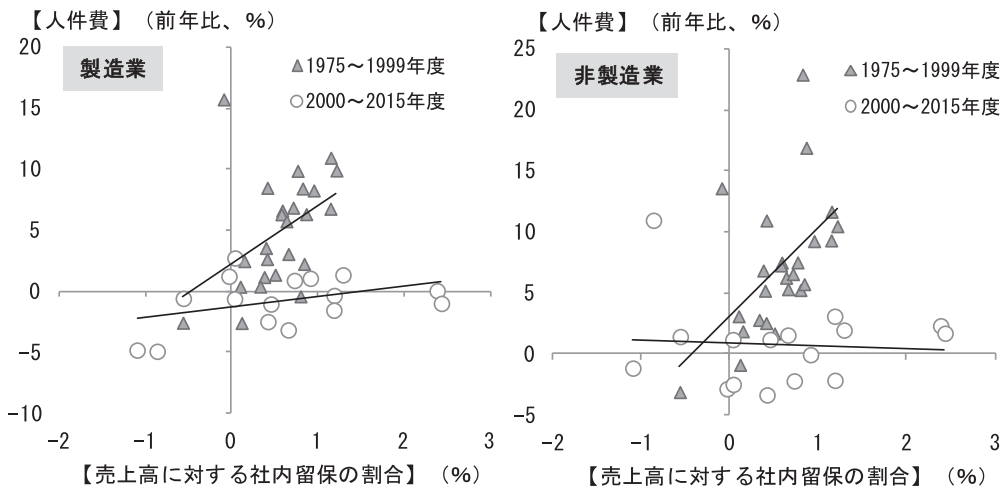 【人件費】（前年比、%）
製造業
▲1975～1999年度
○2000～2015年度
20
15
10
5
0
-5
-10
-2 -1 0 1 2 3
【売上高に対する社内留保の割合】（%）
【人件費】（前年比、%）
非製造業
▲1975～1999年度
○2000～2015年度
25
20
15
10
5
0
-5
-2 -1 0 1 2 3
【売上高に対する社内留保の割合】（%）